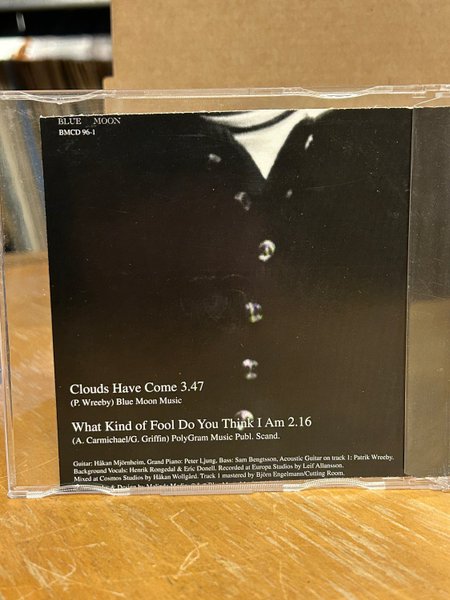 BLUE MOON
BMCD 96-1
Clouds Have Come 3.47
(P. Wreeby) Blue Moon Music
What Kind of Fool Do You Think I Am 2.16
(A. Carmichael/G. Griffin) PolyGram Music Publ. Scand.
Guitar: Håkan Mjörnheim, Grand Piano: Peter Ljung, Bass: Sam Bengtsson, Acoustic Guitar on track 1: Patrik Wreeby.
Background Vocals: Henrik Rongedal & Eric Donell. Recorded at Europa Studios by Leif Allansson.
Mixed at Cosmos Studios by Håkan Wollgård. Track 1 mastered by Björn Engelmann/Cutting Room.
& Design by